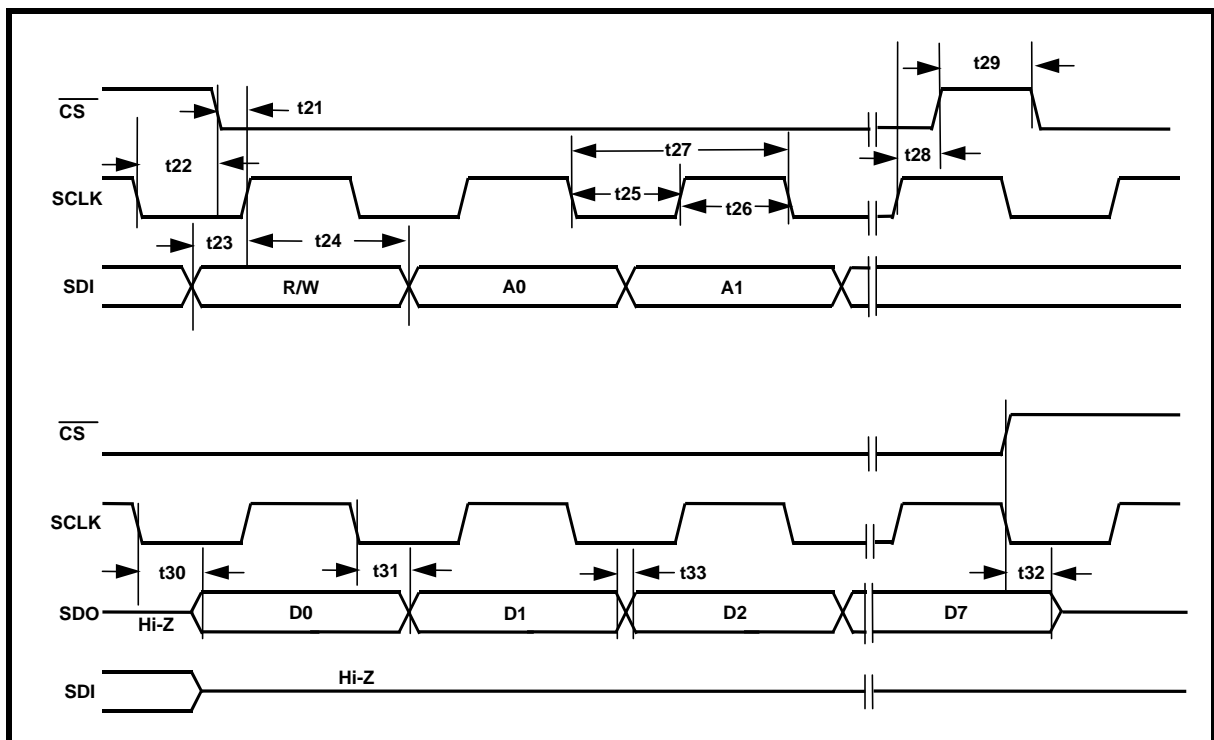 t29
CS
t21
t22
t27
t28
SCLK
t25
t26
t23
t24
SDI
R/W
A0
A1
CS
SCLK
t30
t31
t33
t32
SDO
Hi-Z
D0
D1
D2
D7
SDI
Hi-Z